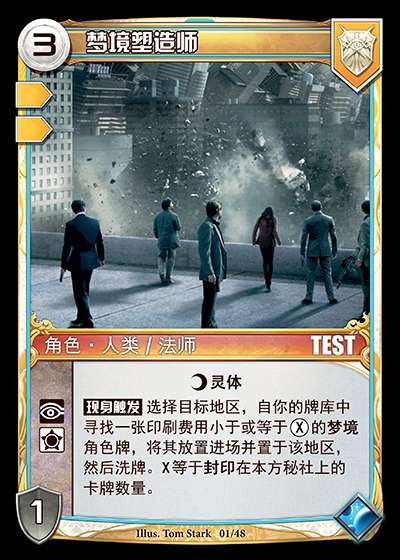 3
梦境塑造师
角色·人类/法师
TEST
灵体
现身触发 选择目标地区，自你的牌库中
寻找一张印刷费用小于或等于Ⓧ的梦境
角色牌，将其放置进场并置于该地区，
然后洗牌。X等于封印在本方秘社上的
卡牌数量。
1
Illus. Tom Stark 01/48